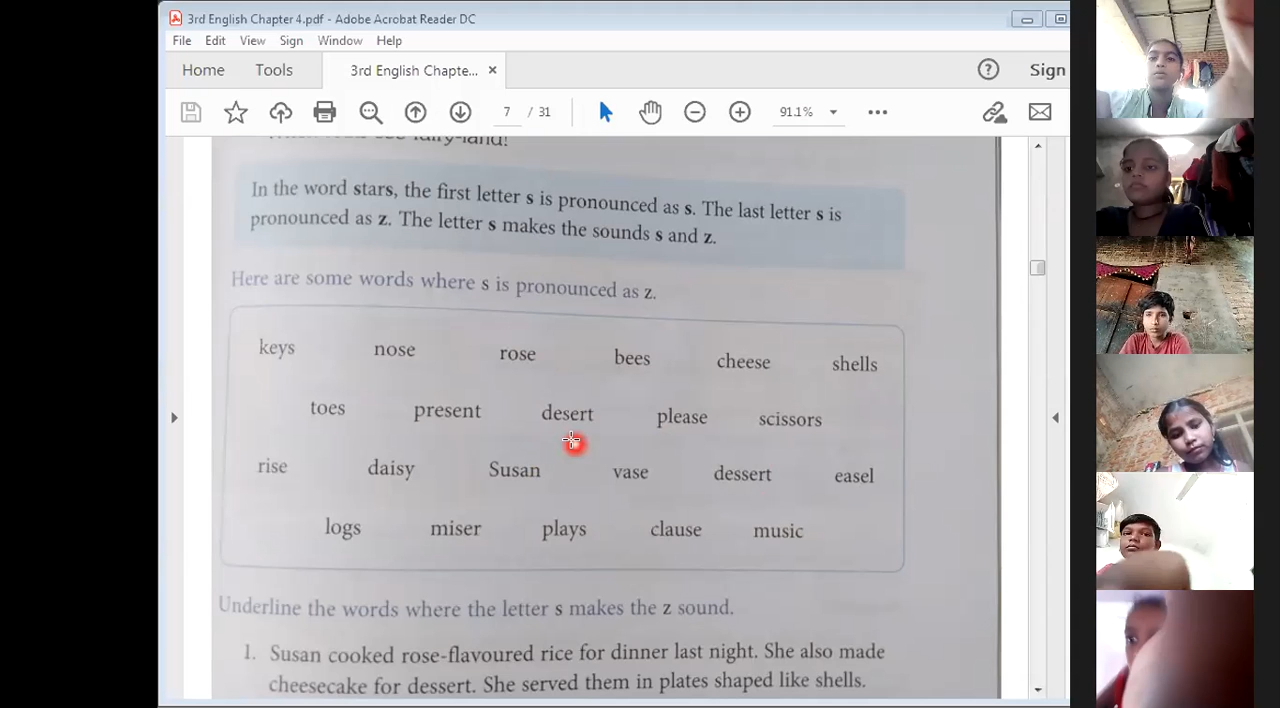 3rd English Chapter 4.pdf - Adobe Acrobat Reader DC
File Edit View Sign Window Help
Home Tools 3rd English Chapte... × ? Sign
7 / 31 91.1%
fairy-land!
In the word stars, the first letter s is pronounced as s. The last letter s is
pronounced as z. The letter s makes the sounds s and z.
Here are some words where s is pronounced as z.
keys nose rose bees cheese shells
toes present desert please scissors
rise daisy Susan vase dessert easel
logs miser plays clause music
Underline the words where the letter s makes the z sound.
1. Susan cooked rose-flavoured rice for dinner last night. She also made
cheesecake for dessert. She served them in plates shaped like shells.